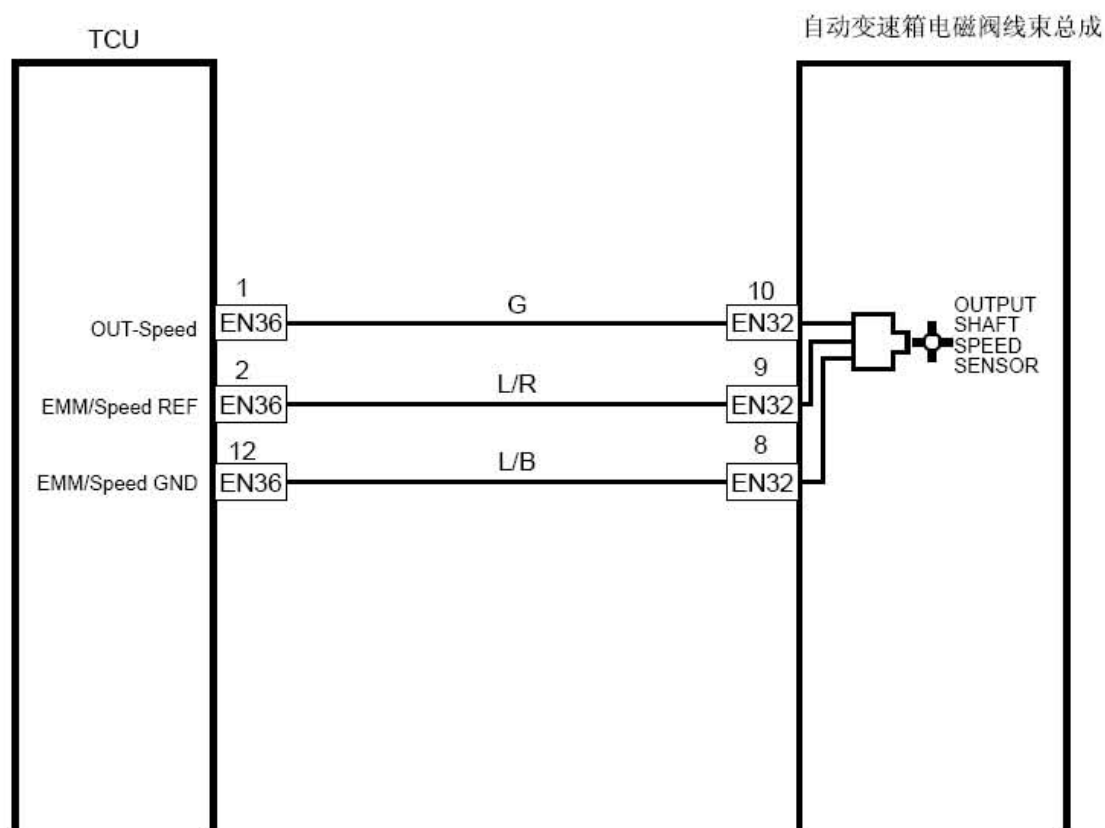 TCU
自动变速箱电磁阀线束总成
1
10
OUT-Speed
EN36
G
EN32
OUTPUT
SHAFT
SPEED
SENSOR
2
9
EMM/Speed REF
EN36
L/R
EN32
12
8
EMM/Speed GND
EN36
L/B
EN32